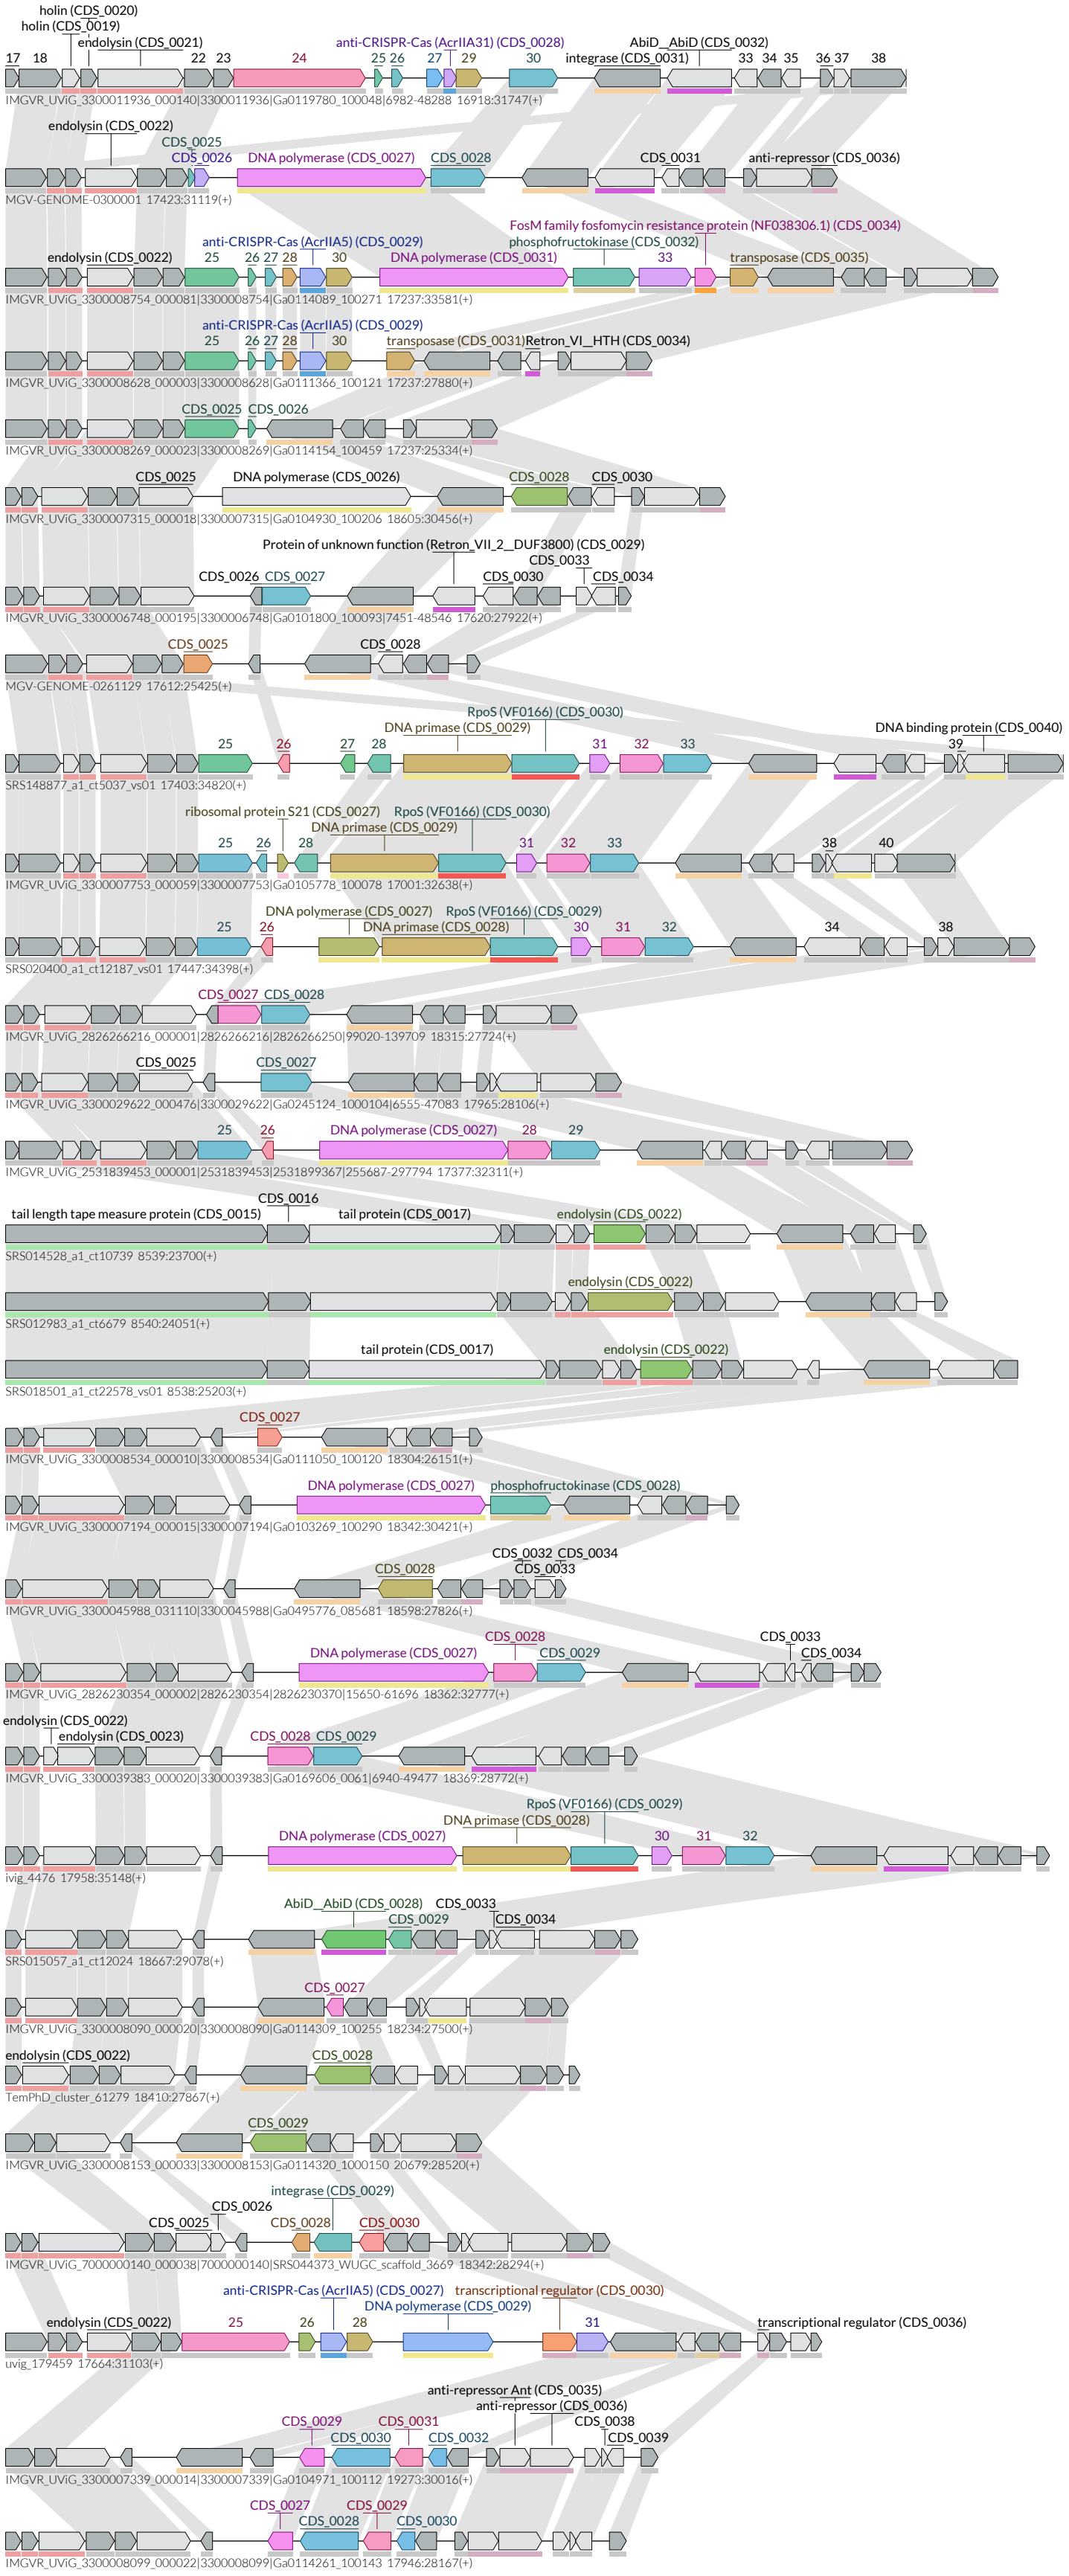 holin (CDS_0020)
holin (CDS_0019)
endolysin (CDS_0021) anti-CRISPR-Cas (AcrIIA31) (CDS_0028) AbiD__AbiD (CDS_0032)
17 18 22 23 24 25 26 27 29 30 integrase (CDS_0031) 33 34 35 36 37 38
IMGVR_UViG_3300011936_000140|3300011936|Ga0119780_100048|6982-48288 16918:31747(+)
endolysin (CDS_0022)
CDS_0025
CDS_0026 DNA polymerase (CDS_0027) CDS_0028 CDS_0031 anti-repressor (CDS_0036)
MGV-GENOME-0300001 17423:31119(+)
FosM family fosfomycin resistance protein (NF038306.1) (CDS_0034)
anti-CRISPR-Cas (AcrIIA5) (CDS_0029) phosphofructokinase (CDS_0032)
endolysin (CDS_0022) 25 26 27 28 30 DNA polymerase (CDS_0031) 33 transposase (CDS_0035)
IMGVR_UViG_3300008754_000081|3300008754|Ga0114089_100271 17237:33581(+)
anti-CRISPR-Cas (AcrIIA5) (CDS_0029)
25 26 27 28 30 transposase (CDS_0031) Retron_VI__HTH (CDS_0034)
IMGVR_UViG_3300008628_000003|3300008628|Ga0111366_100121 17237:27880(+)
CDS_0025 CDS_0026
IMGVR_UViG_3300008269_000023|3300008269|Ga0114154_100459 17237:25334(+)
CDS_0025 DNA polymerase (CDS_0026) CDS_0028 CDS_0030
IMGVR_UViG_3300007315_000018|3300007315|Ga0104930_100206 18605:30456(+)
Protein of unknown function (Retron_VII_2__DUF3800) (CDS_0029)
CDS_0033
CDS_0026 CDS_0027 CDS_0030 CDS_0034
IMGVR_UViG_3300006748_000195|3300006748|Ga0101800_100093|7451-48546 17620:27922(+)
CDS_0025 CDS_0028
MGV-GENOME-0261129 17612:25425(+)
RpoS (VF0166) (CDS_0030)
DNA primase (CDS_0029) DNA binding protein (CDS_0040)
25 26 27 28 31 32 33 39
SRS148877_a1_ct5037_vs01 17403:34820(+)
ribosomal protein S21 (CDS_0027) RpoS (VF0166) (CDS_0030)
DNA primase (CDS_0029)
25 26 28 31 32 33 38 40
IMGVR_UViG_3300007753_000059|3300007753|Ga0105778_100078 17001:32638(+)
DNA polymerase (CDS_0027) RpoS (VF0166) (CDS_0029)
25 26 DNA primase (CDS_0028) 30 31 32 34 38
SRS020400_a1_ct12187_vs01 17447:34398(+)
CDS_0027 CDS_0028
IMGVR_UViG_2826266216_000001|2826266216|2826266250|99020-139709 18315:27724(+)
CDS_0025 CDS_0027
IMGVR_UViG_3300029622_000476|3300029622|Ga0245124_1000104|6555-47083 17965:28106(+)
25 26 DNA polymerase (CDS_0027) 28 29
IMGVR_UViG_2531839453_000001|2531839453|2531899367|255687-297794 17377:32311(+)
CDS_0016
tail length tape measure protein (CDS_0015) tail protein (CDS_0017) endolysin (CDS_0022)
SRS014528_a1_ct10739 8539:23700(+)
endolysin (CDS_0022)
SRS012983_a1_ct6679 8540:24051(+)
tail protein (CDS_0017) endolysin (CDS_0022)
SRS018501_a1_ct22578_vs01 8538:25203(+)
CDS_0027
IMGVR_UViG_3300008534_000010|3300008534|Ga0111050_100120 18304:26151(+)
DNA polymerase (CDS_0027) phosphofructokinase (CDS_0028)
IMGVR_UViG_3300007194_000015|3300007194|Ga0103269_100290 18342:30421(+)
CDS_0032 CDS_0034
CDS_0028 CDS_0033
IMGVR_UViG_3300045988_031110|3300045988|Ga0495776_085681 18598:27826(+)
CDS_0028 CDS_0033
DNA polymerase (CDS_0027) CDS_0029 CDS_0034
IMGVR_UViG_2826230354_000002|2826230354|2826230370|15650-61696 18362:32777(+)
endolysin (CDS_0022)
endolysin (CDS_0023) CDS_0028 CDS_0029
IMGVR_UViG_3300039383_000020|3300039383|Ga0169606_0061|6940-49477 18369:28772(+)
RpoS (VF0166) (CDS_0029)
DNA primase (CDS_0028)
DNA polymerase (CDS_0027) 30 31 32
ivig_4476 17958:35148(+)
AbiD__AbiD (CDS_0028) CDS_0033
CDS_0029 CDS_0034
SRS015057_a1_ct12024 18667:29078(+)
CDS_0027
IMGVR_UViG_3300008090_000020|3300008090|Ga0114309_100255 18234:27500(+)
endolysin (CDS_0022) CDS_0028
TemPhD_cluster_61279 18410:27867(+)
CDS_0029
IMGVR_UViG_3300008153_000033|3300008153|Ga0114320_1000150 20679:28520(+)
integrase (CDS_0029)
CDS_0026
CDS_0025 CDS_0028 CDS_0030
IMGVR_UViG_7000000140_000038|7000000140|SRS044373_WUGC_scaffold_3669 18342:28294(+)
anti-CRISPR-Cas (AcrIIA5) (CDS_0027) transcriptional regulator (CDS_0030)
DNA polymerase (CDS_0029)
endolysin (CDS_0022) 25 26 28 31 transcriptional regulator (CDS_0036)
uvig_179459 17664:31103(+)
anti-repressor Ant (CDS_0035)
anti-repressor (CDS_0036)
CDS_0029 CDS_0031 CDS_0038
CDS_0030 CDS_0032 CDS_0039
IMGVR_UViG_3300007339_000014|3300007339|Ga0104971_100112 19273:30016(+)
CDS_0027 CDS_0029
CDS_0028 CDS_0030
IMGVR_UViG_3300008099_000022|3300008099|Ga0114261_100143 17946:28167(+)